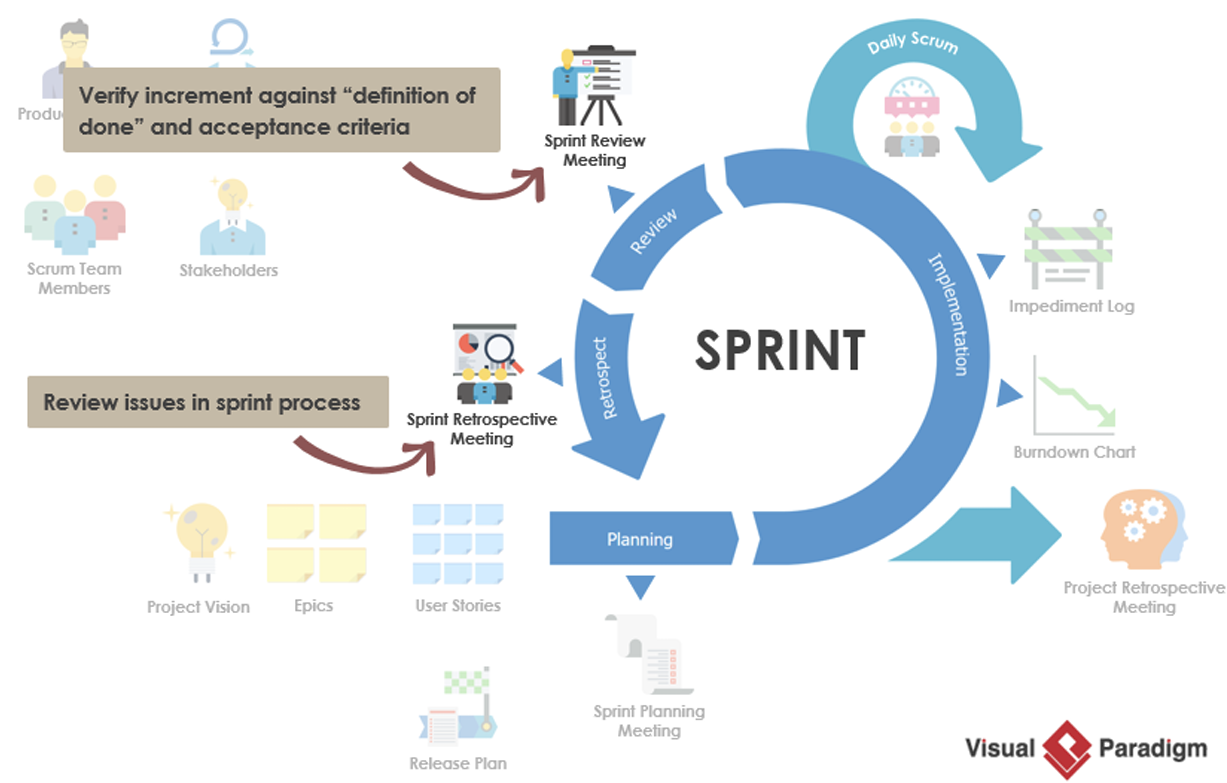 Produ
Verify increment against “definition of
done” and acceptance criteria
Sprint Review
Meeting
Daily Scrum
Scrum Team
Members
Stakeholders
Review
Implementation
Impediment Log
SPRINT
Retrospect
Review issues in sprint process
Sprint Retrospective
Meeting
Burndown Chart
Planning
Project Vision
Epics
User Stories
Project Retrospective
Meeting
Sprint Planning
Meeting
Release Plan
Visual Paradigm